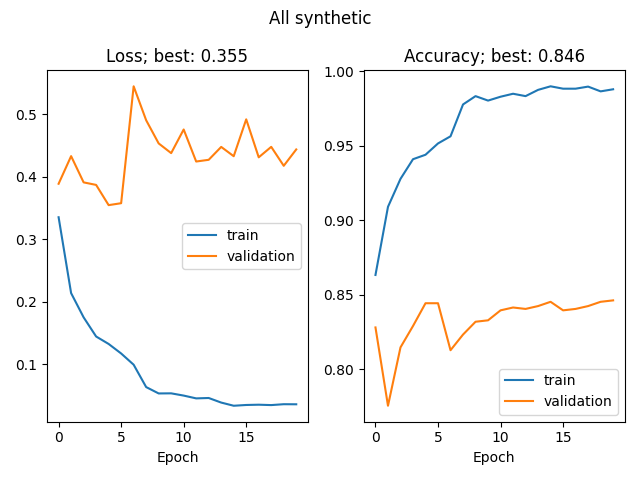 All synthetic
Loss; best: 0.355
0.5
0.4
0.3
0.2
0.1
0
5
10
15
Epoch
train
validation
Accuracy; best: 0.846
1.00
0.95
0.90
0.85
0.80
0
5
10
15
Epoch
train
validation